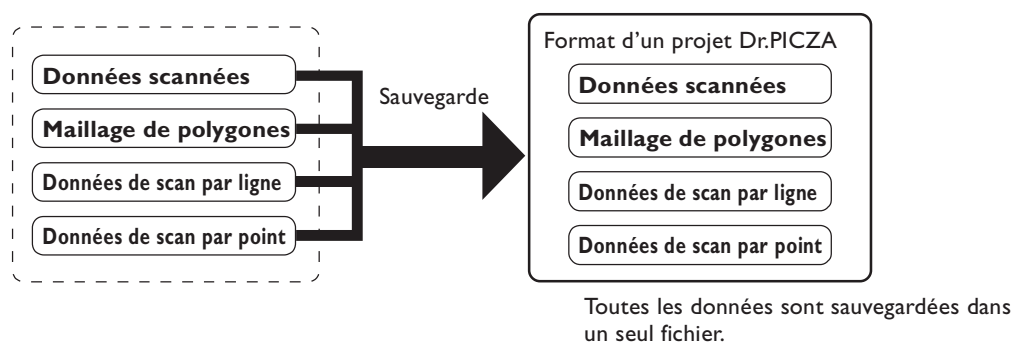 Données scannées
Maillage de polygones
Données de scan par ligne
Données de scan par point
Sauvegarde
Format d'un projet Dr.PICZA
Données scannées
Maillage de polygones
Données de scan par ligne
Données de scan par point
Toutes les données sont sauvegardées dans
un seul fichier.